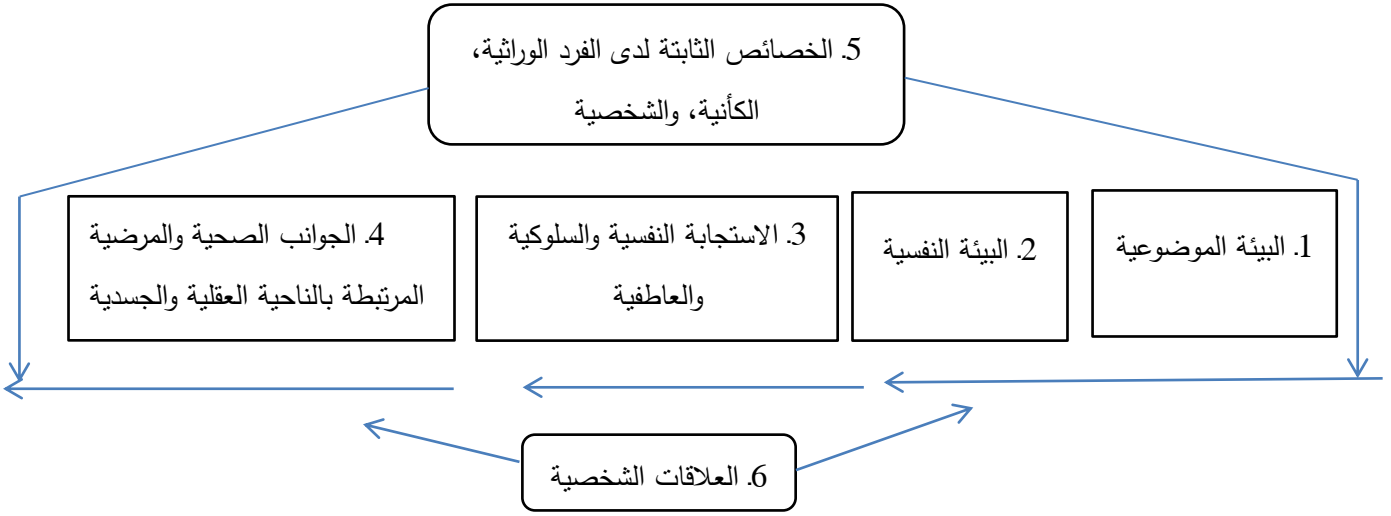 5. الخصائص الثابتة لدى الفرد الوراثية،
الكأنية، والشخصية
1. البيئة الموضوعية
2. البيئة النفسية
3. الاستجابة النفسية والسلوكية
والعاطفية
4. الجوانب الصحية والمرضية
المرتبطة بالناحية العقلية والجسدية
6. العلاقات الشخصية